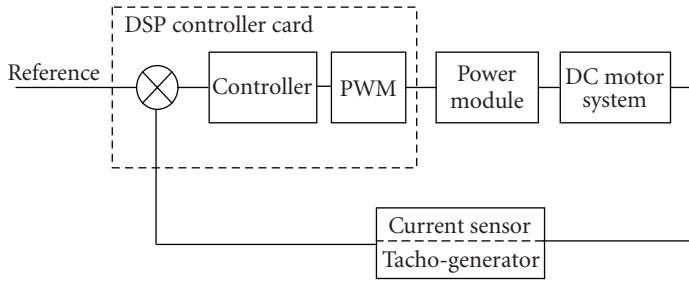 DSP controller card
Reference
Controller
PWM
Power
module
DC motor
system
Current sensor
Tacho-generator